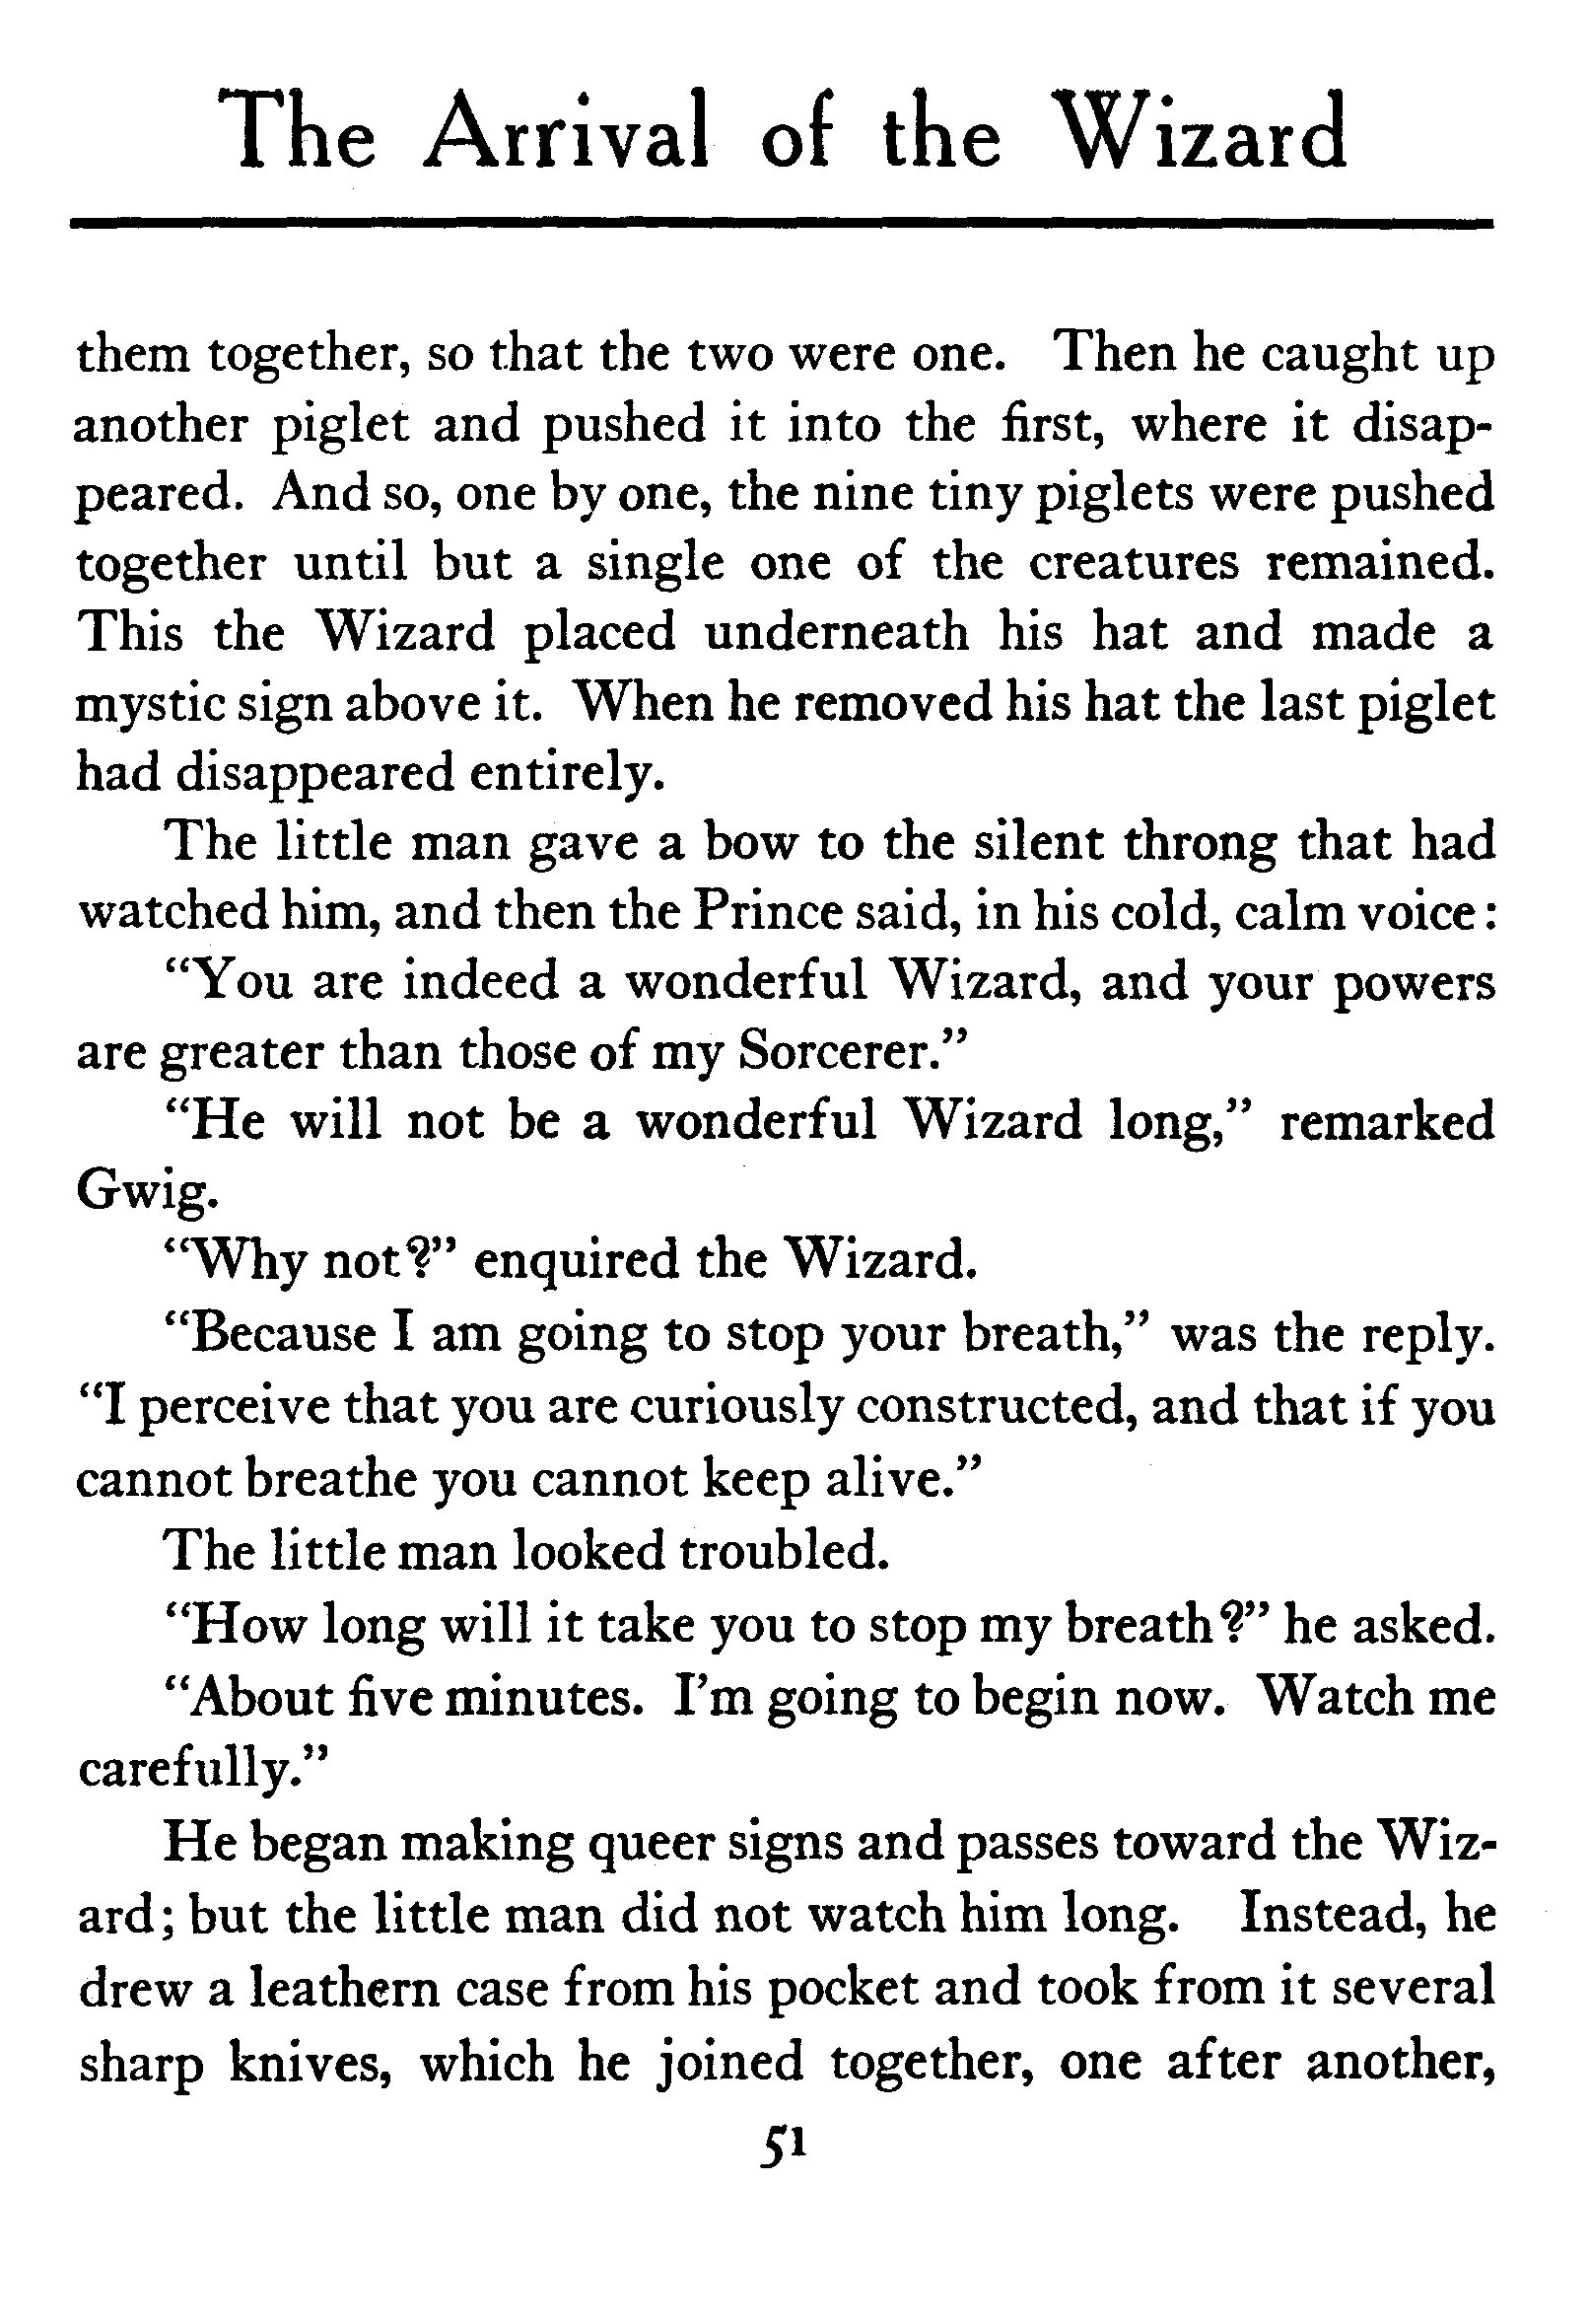 The Arrival of the Wizard
them together, so that the two were one. Then he caught up
another piglet and pushed it into the first, where it disap-
peared. And so, one by one, the nine tiny piglets were pushed
together until but a single one of the creatures remained.
This the Wizard placed underneath his hat and made a
mystic sign above it. When he removed his hat the last piglet
had disappeared entirely.
The little man gave a bow to the silent throng that had
watched him, and then the Prince said, in his cold, calm voice:
“You are indeed a wonderful Wizard, and your powers
are greater than those of my Sorcerer.”
“He will not be a wonderful Wizard long,” remarked
Gwig.
“Why not?” enquired the Wizard.
“Because I am going to stop your breath,” was the reply.
“I perceive that you are curiously constructed, and that if you
cannot breathe you cannot keep alive.”
The little man looked troubled.
“How long will it take you to stop my breath?” he asked.
“About five minutes. I’m going to begin now. Watch me
carefully.”
He began making queer signs and passes toward the Wiz-
ard; but the little man did not watch him long. Instead, he
drew a leathern case from his pocket and took from it several
sharp knives, which he joined together, one after another,
51